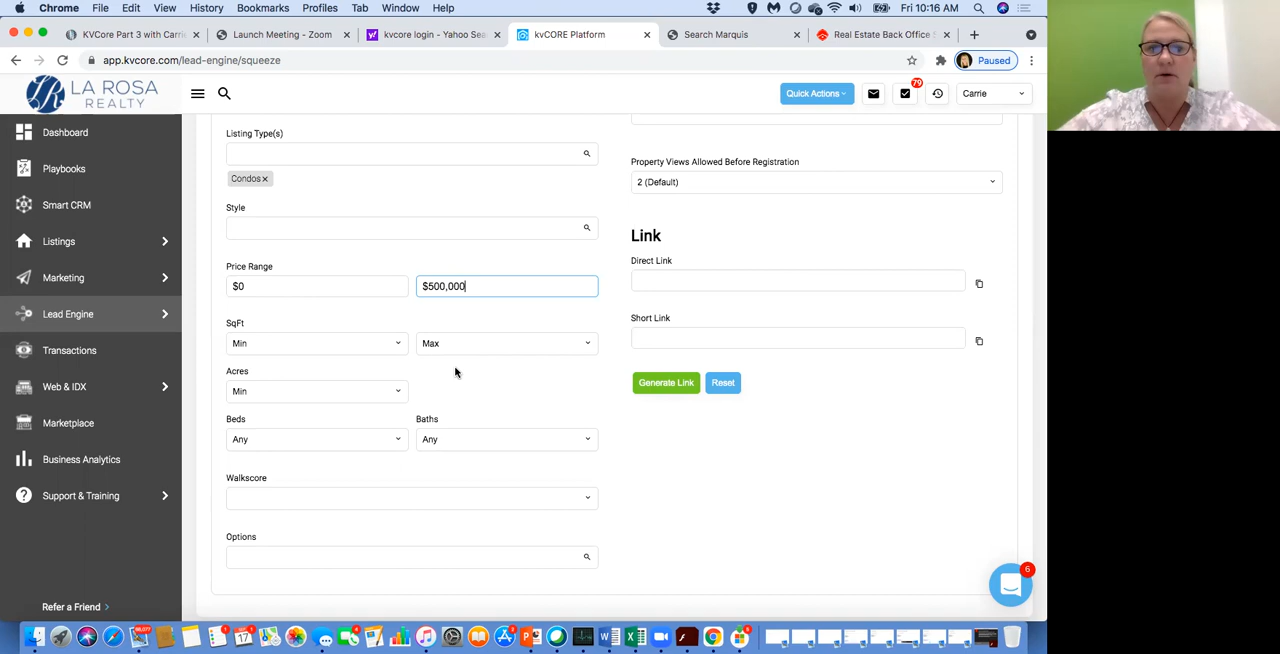 Chrome File Edit View History Bookmarks Profiles Tab Window Help Fri 10:16 AM
KVCore Part 3 with Carri Launch Meeting - Zoom kvcore login - Yahoo Sea kvCORE Platform Search Marquis Real Estate Back Office S
app.kvcore.com/lead-engine/squeeze Paused
LA ROSA
REALTY
Quick Actions 79 Carrie
Dashboard
Playbooks
Smart CRM
Listings
Marketing
Lead Engine
Transactions
Web & IDX
Marketplace
Business Analytics
Support & Training
Refer a Friend
Listing Type(s)
Condos
Style
Price Range
$0 $500,000
SqFt
Min Max
Acres
Min
Beds Baths
Any Any
Walkscore
Options
Property Views Allowed Before Registration
2 (Default)
Link
Direct Link
Short Link
Generate Link Reset
6